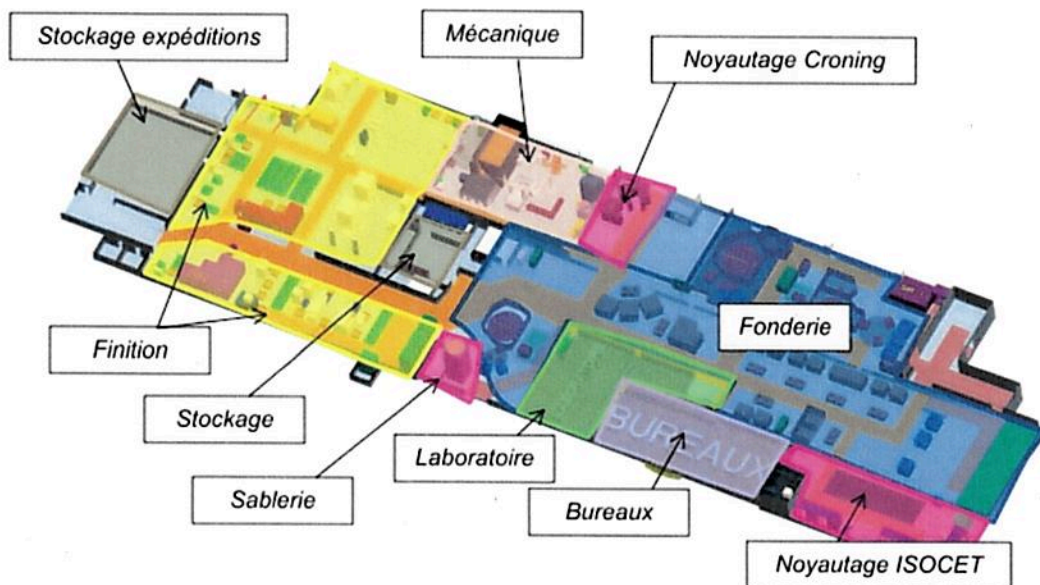 Stockage expéditions
Mécanique
Noyautage Croning
Fonderie
Finition
Stockage
Laboratoire
BUREAUX
Sablerie
Bureaux
Noyautage ISOCET